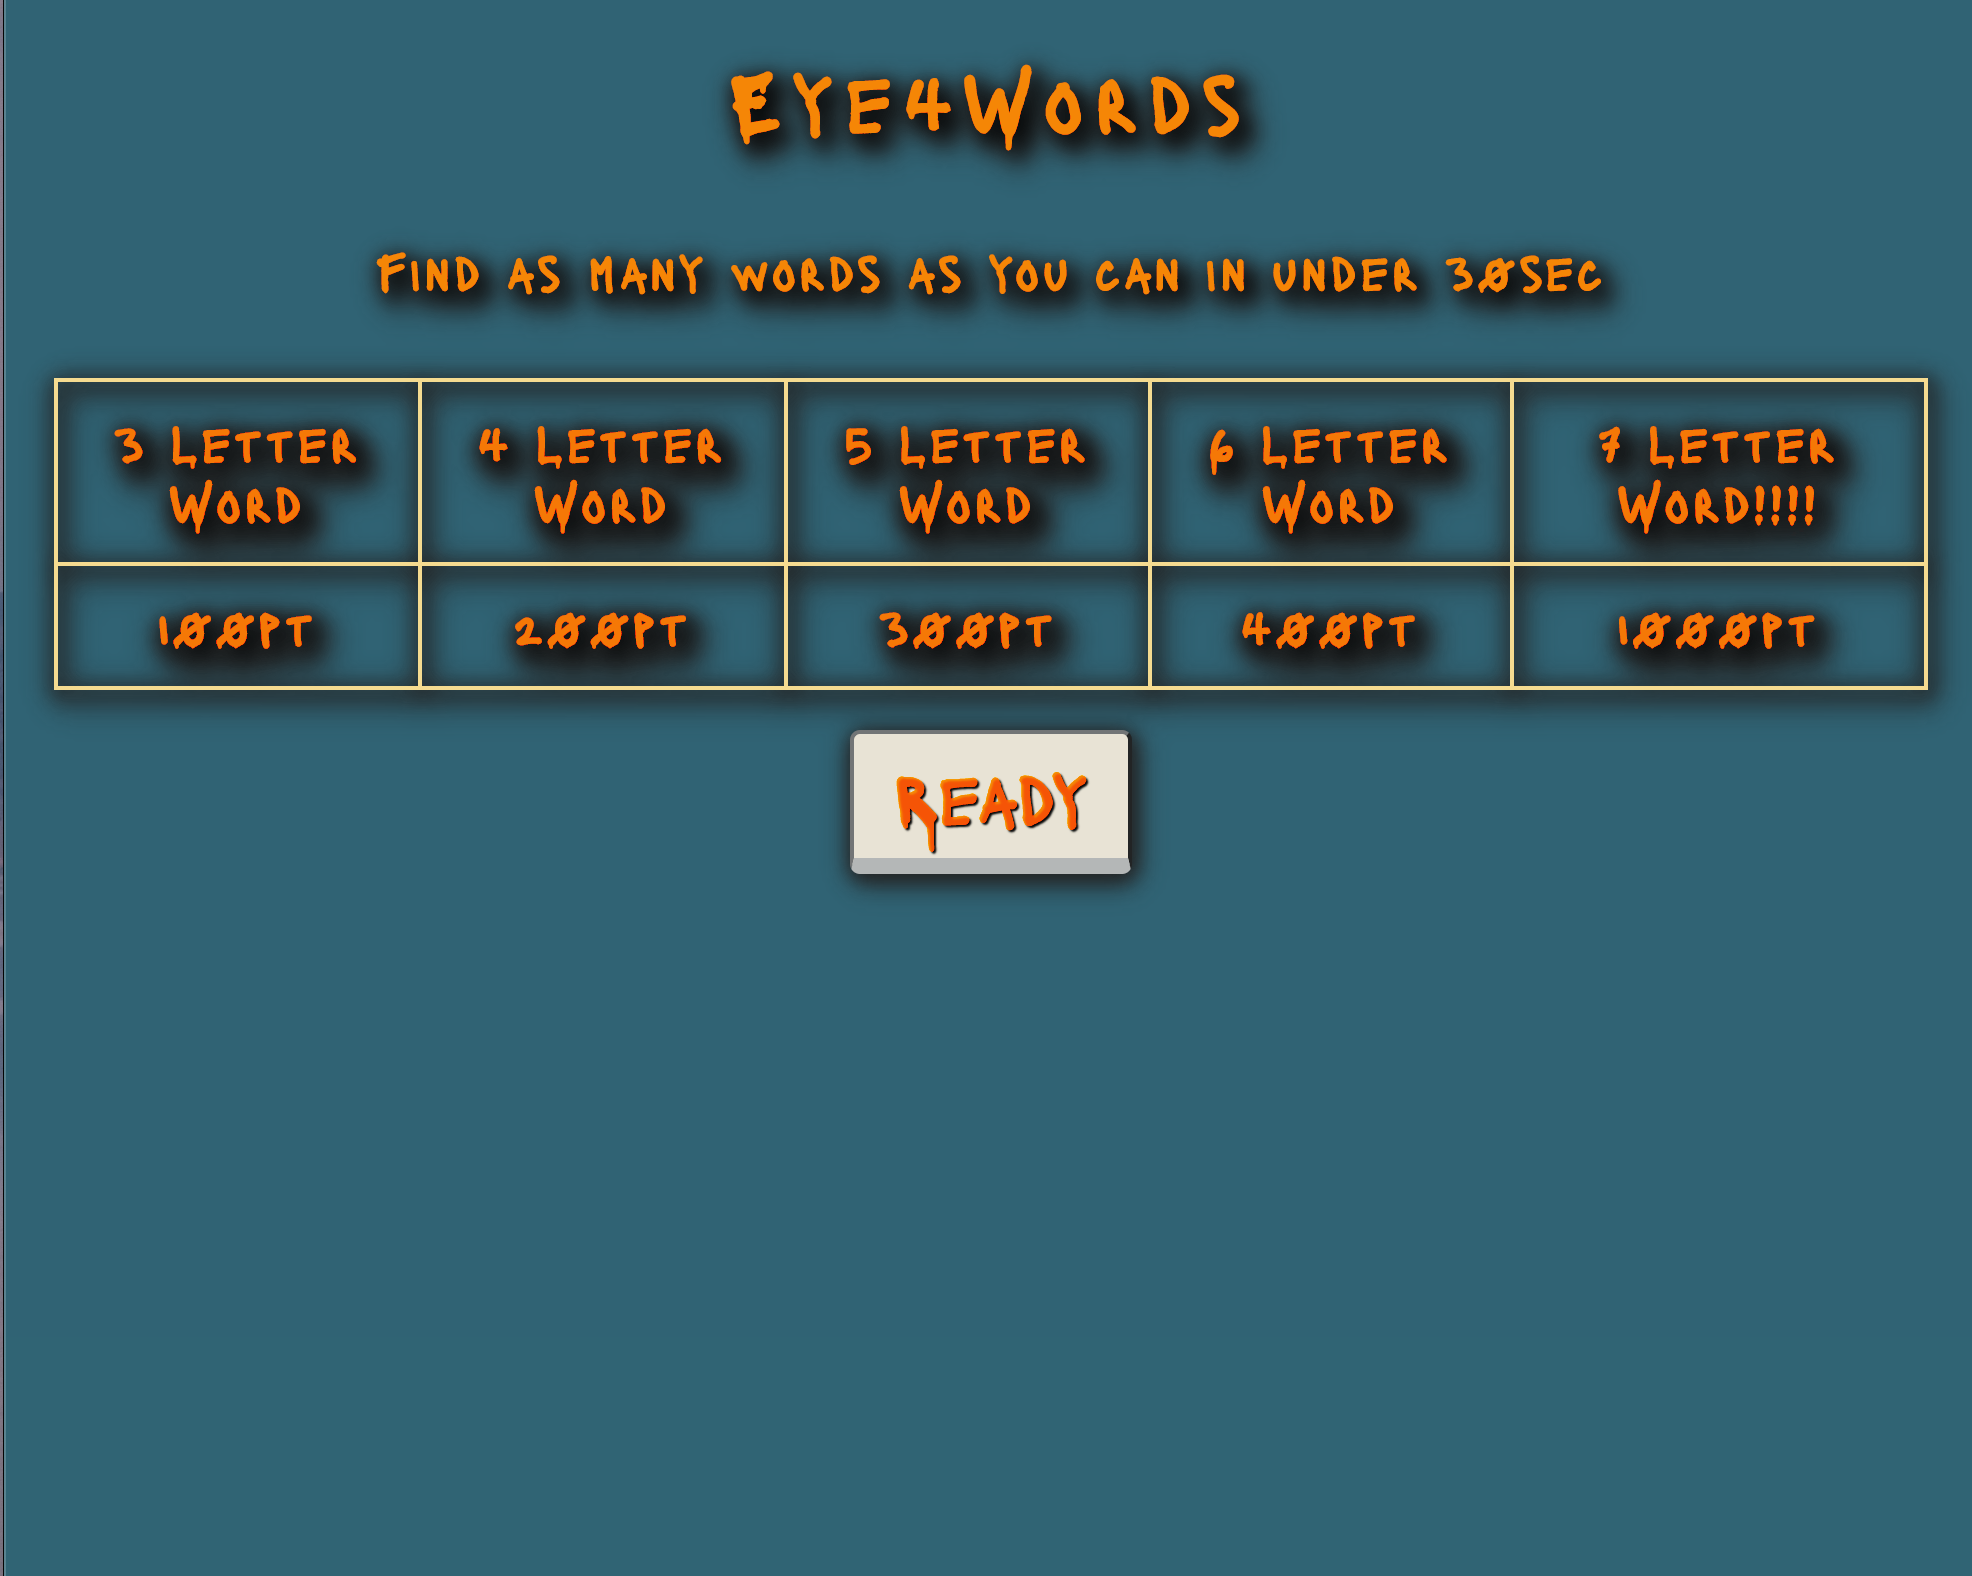 Eye4Words
Find as many words as you can in under 30sec
3 Letter
Word
4 Letter
Word
5 Letter
Word
6 Letter
Word
7 Letter
Word!!!!
100pt
200pt
300pt
400pt
1000pt
Ready